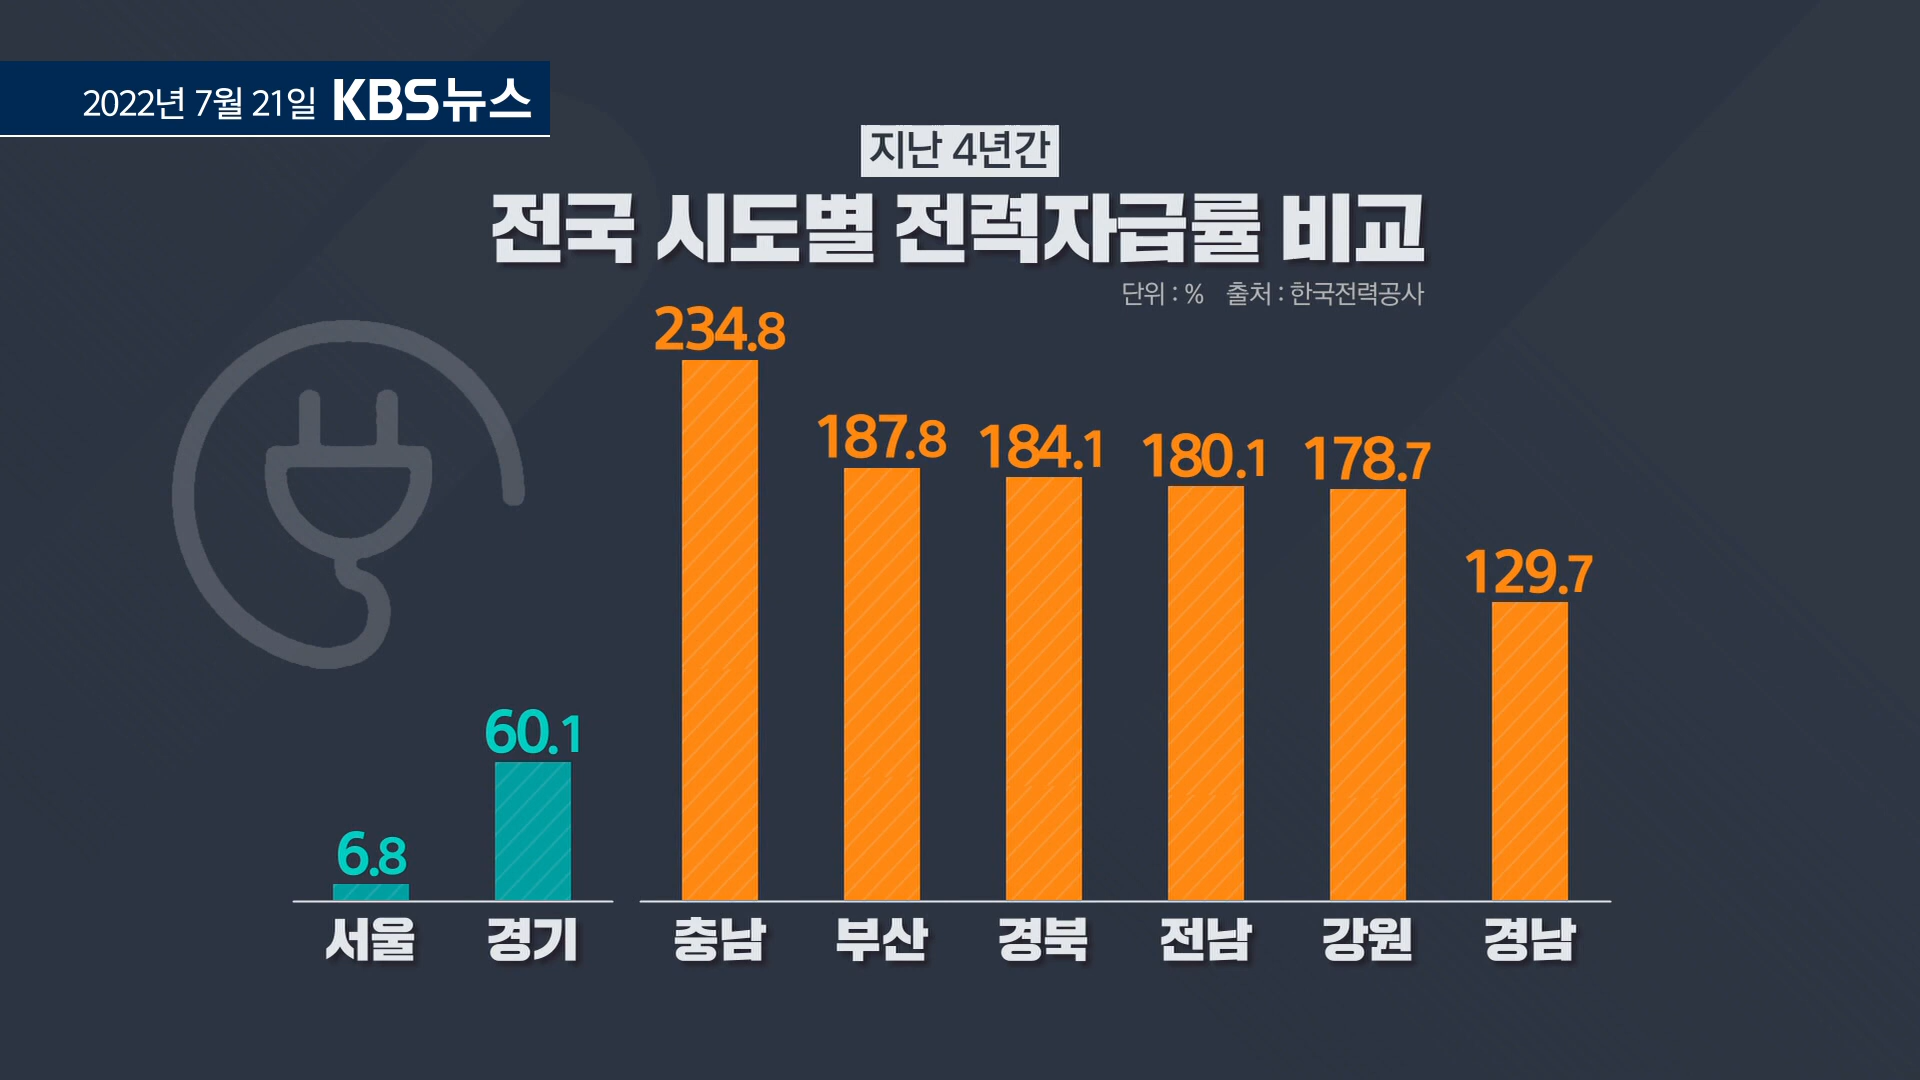 2022년 7월 21일 KBS뉴스
지난 4년간
전국 시도별 전력자급률 비교
단위 : % 출처 : 한국전력공사
234.8
187.8
184.1
180.1
178.7
129.7
60.1
6.8
서울 경기 충남 부산 경북 전남 강원 경남